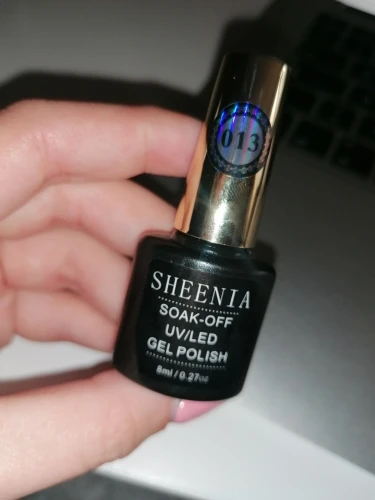 013
SHEENIA
SOAK-OFF
UV/LED
GEL POLISH
8ml / 0.27oz